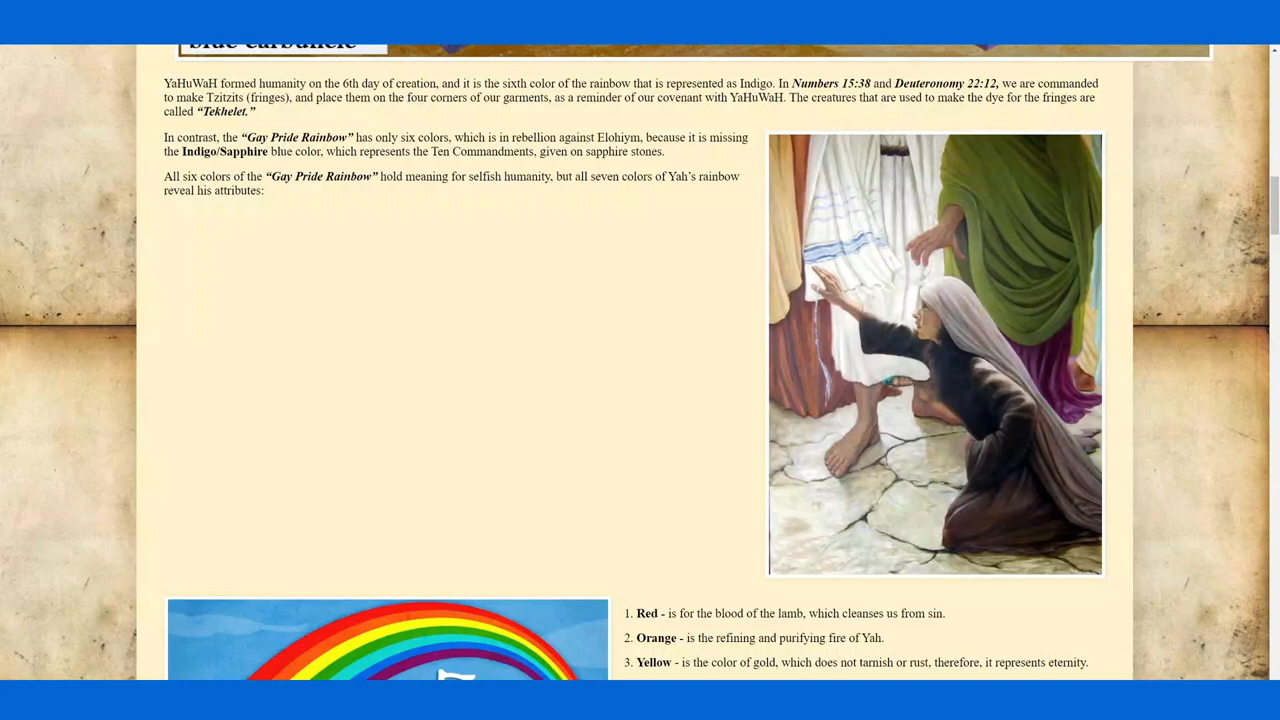 blue carbuncle
YaHuWaH formed humanity on the 6th day of creation, and it is the sixth color of the rainbow that is represented as Indigo. In Numbers 15:38 and Deuteronomy 22:12, we are commanded
to make Tzitzits (fringes), and place them on the four corners of our garments, as a reminder of our covenant with YaHuWaH. The creatures that are used to make the dye for the fringes are
called “Tekhelet.”
In contrast, the “Gay Pride Rainbow” has only six colors, which is in rebellion against Elohiym, because it is missing
the Indigo/Sapphire blue color, which represents the Ten Commandments, given on sapphire stones.
All six colors of the “Gay Pride Rainbow” hold meaning for selfish humanity, but all seven colors of Yah’s rainbow
reveal his attributes:
1. Red - is for the blood of the lamb, which cleanses us from sin.
2. Orange - is the refining and purifying fire of Yah.
3. Yellow - is the color of gold, which does not tarnish or rust, therefore, it represents eternity.